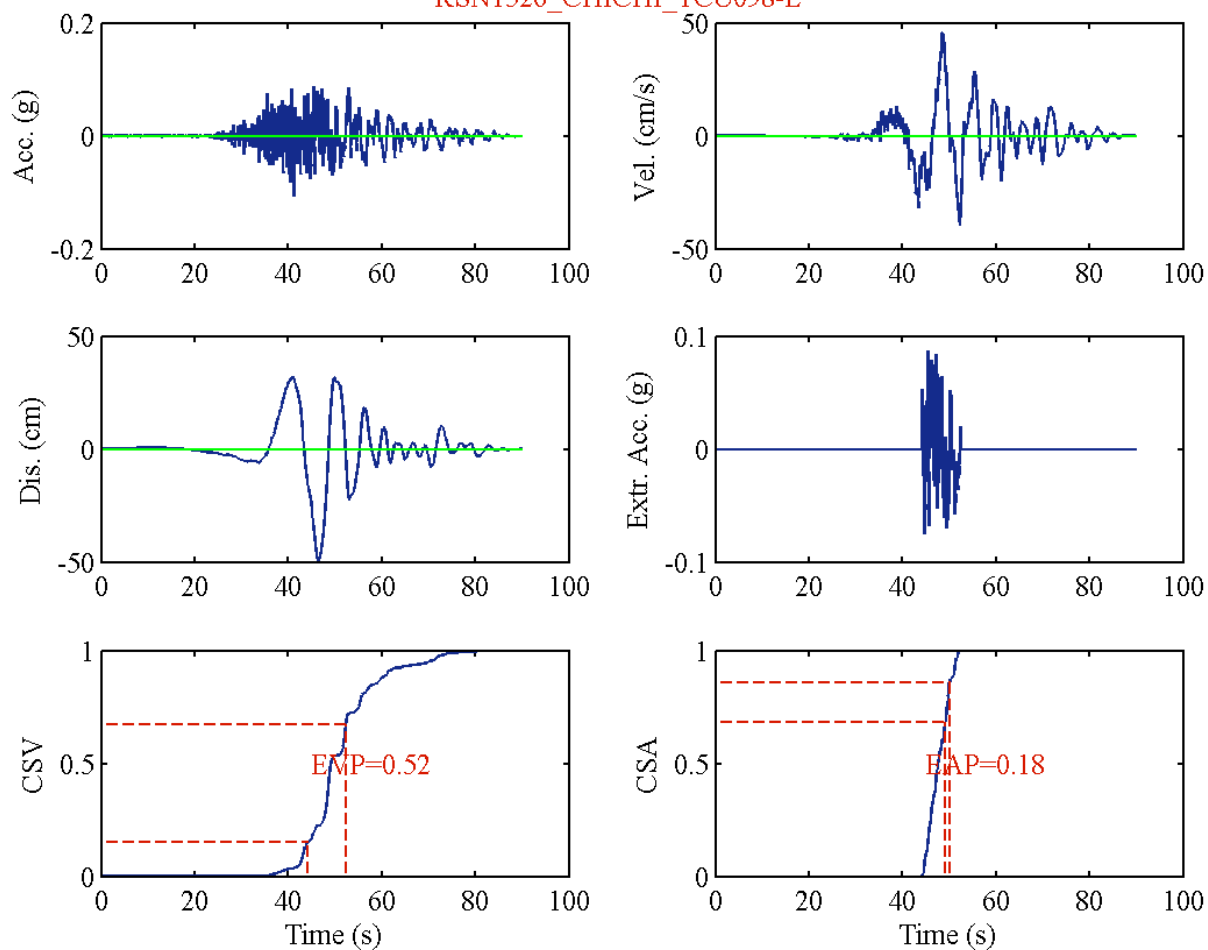 RSN1526_CHICHI_TCU098-E
0.2
0
-0.2
Acc. (g)
0 20 40 60 80 100
50
0
-50
Vel. (cm/s)
0 20 40 60 80 100
50
0
-50
Dis. (cm)
0 20 40 60 80 100
0.1
0
-0.1
Extr. Acc. (g)
0 20 40 60 80 100
1
0.5
0
CSV
EVP=0.52
0 20 40 60 80 100
Time (s)
1
0.5
0
CSA
EAP=0.18
0 20 40 60 80 100
Time (s)